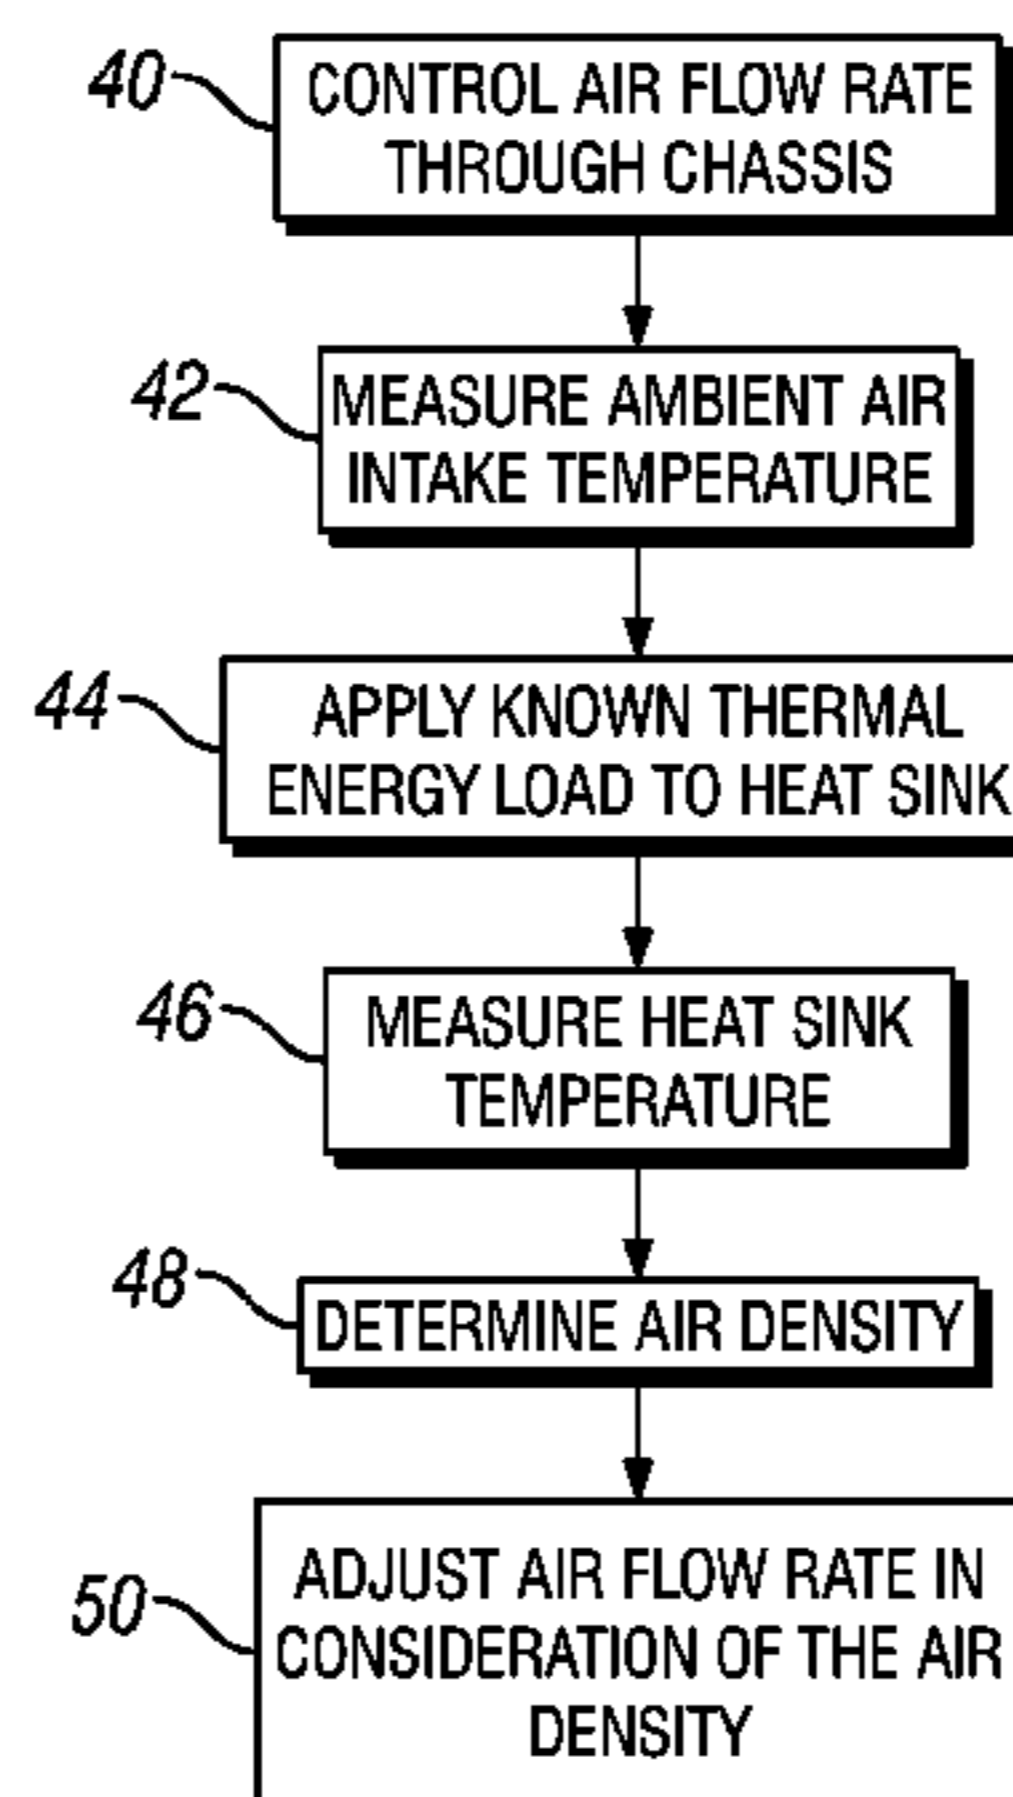 40
CONTROL AIR FLOW RATE
THROUGH CHASSIS
42
MEASURE AMBIENT AIR
INTAKE TEMPERATURE
44
APPLY KNOWN THERMAL
ENERGY LOAD TO HEAT SINK
46
MEASURE HEAT SINK
TEMPERATURE
48
DETERMINE AIR DENSITY
50
ADJUST AIR FLOW RATE IN
CONSIDERATION OF THE AIR
DENSITY